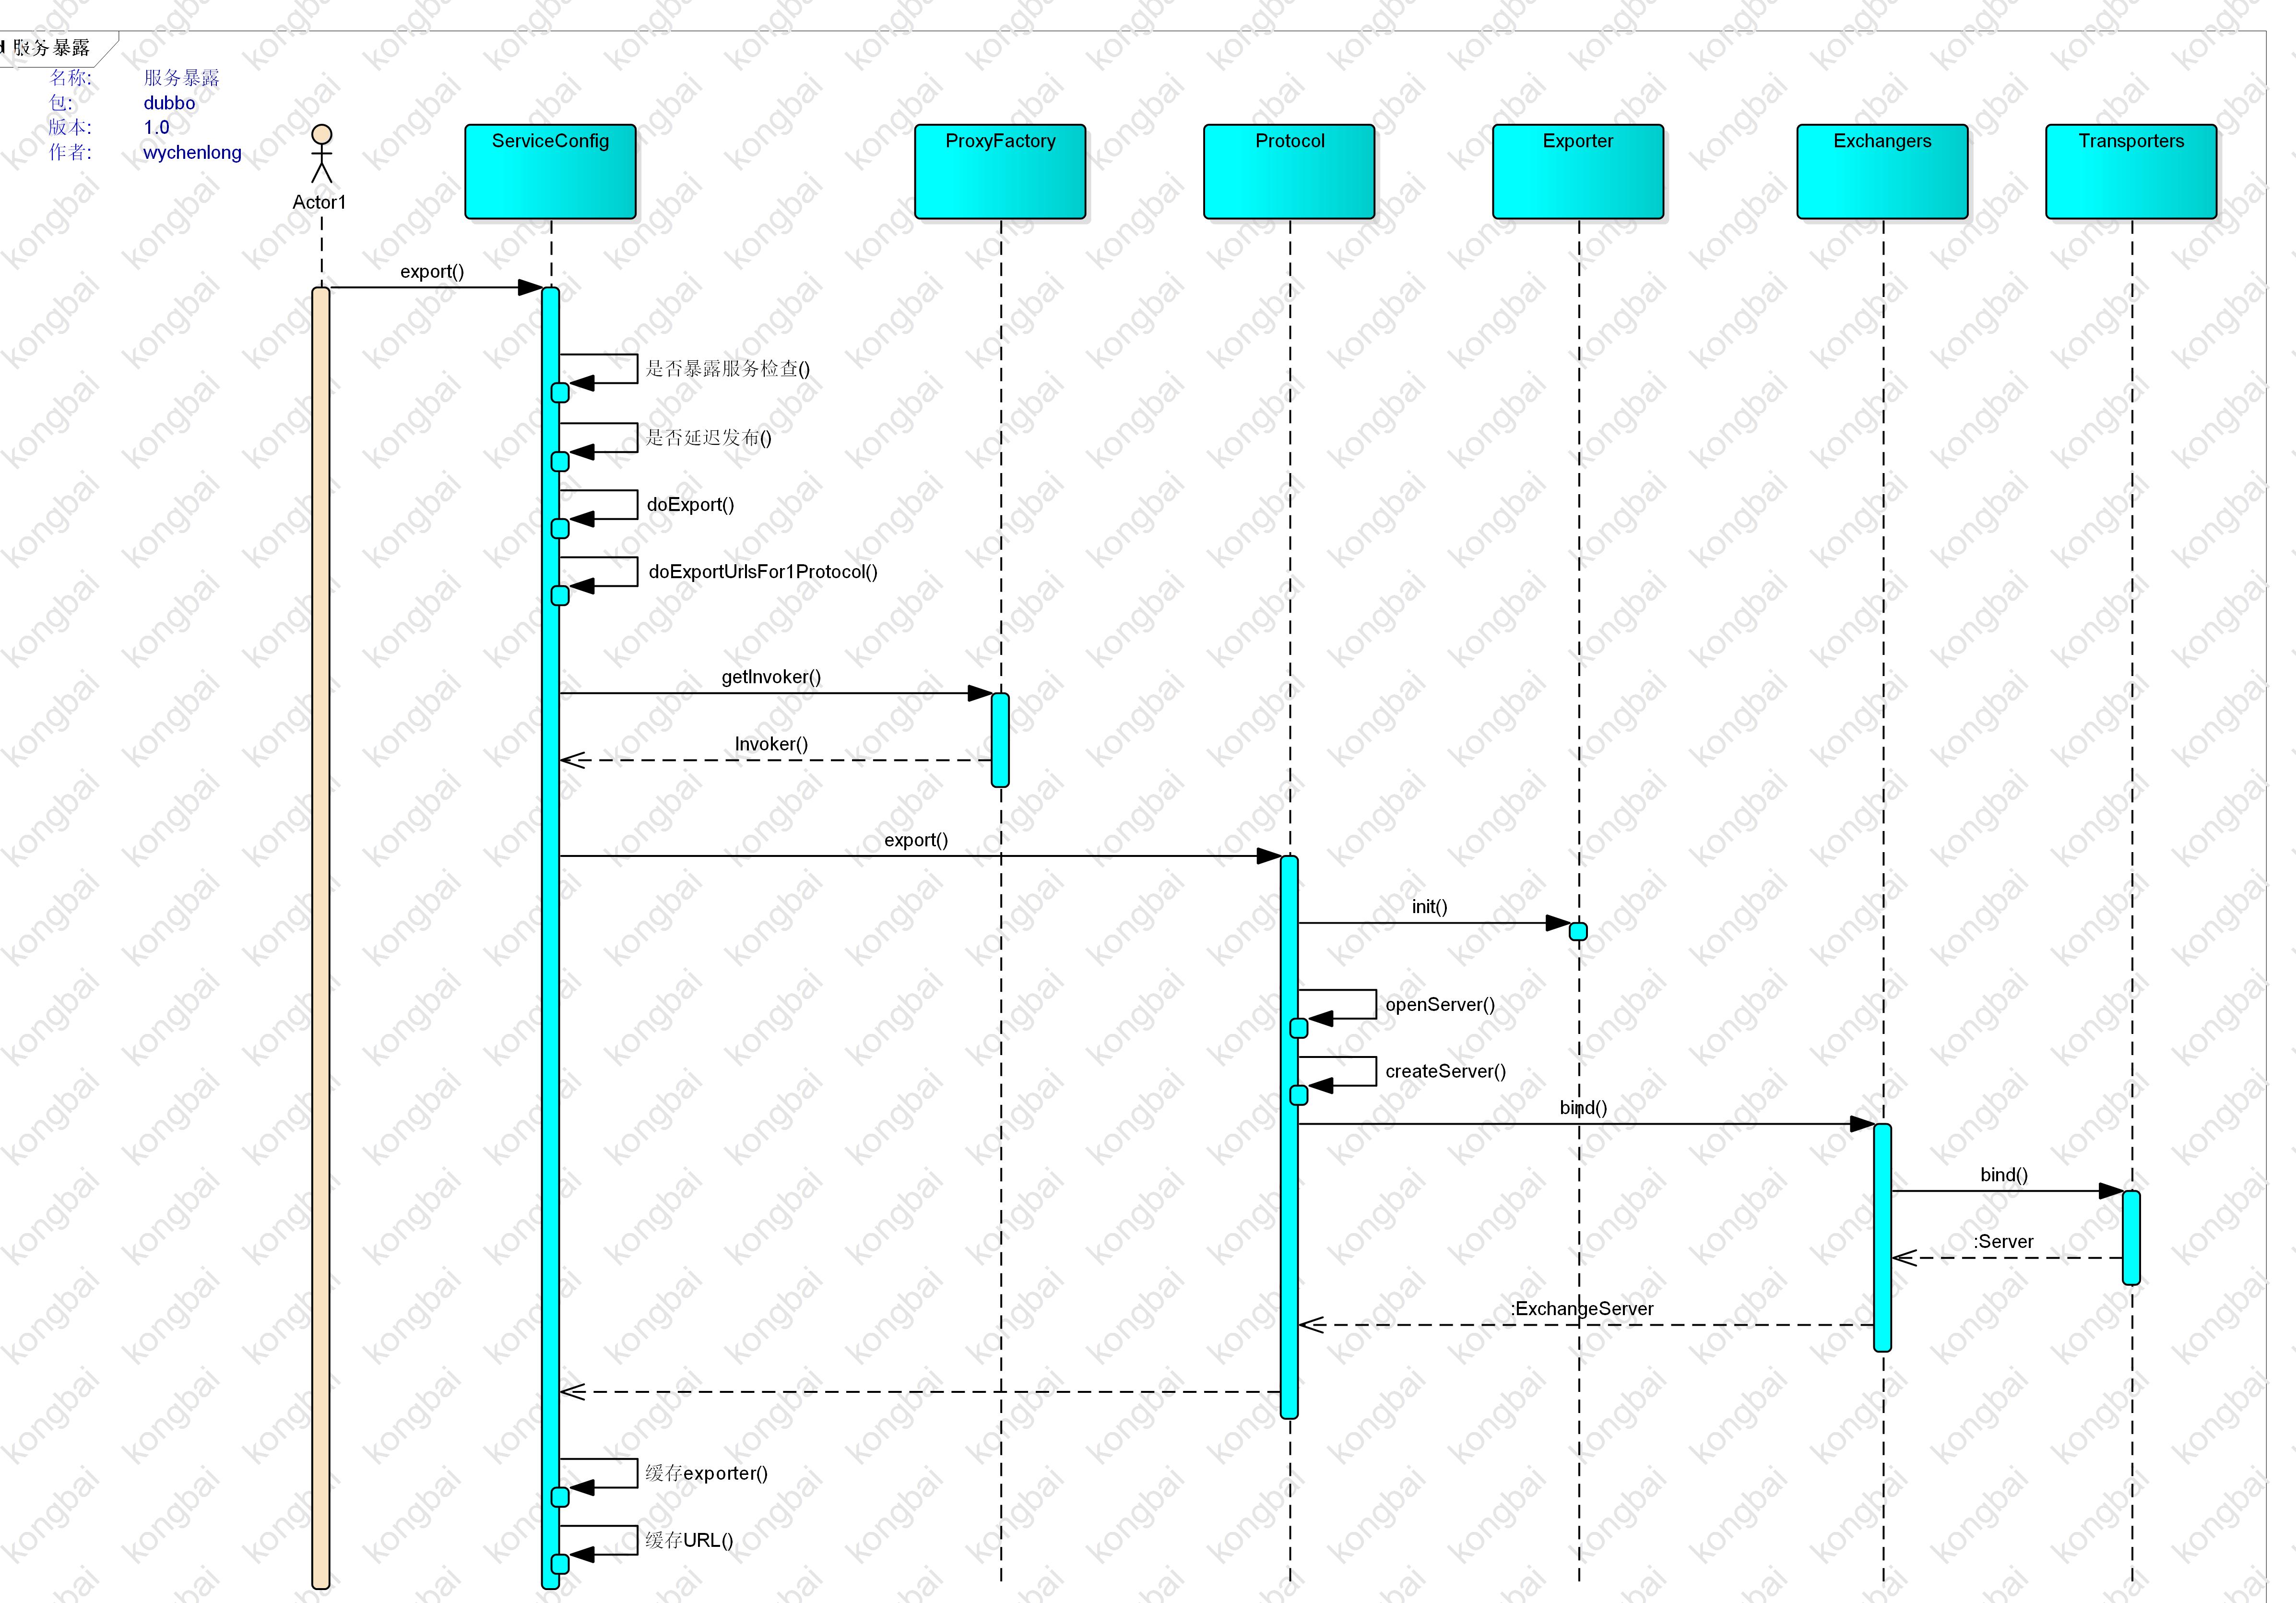 服务暴露
名称: 服务暴露
包: dubbo
版本: 1.0
作者: wychenlong
Actor1
ServiceConfig
ProxyFactory
Protocol
Exporter
Exchangers
Transporters
export()
是否暴露服务检查()
是否延迟发布()
doExport()
doExportUrlsFor1Protocol()
getInvoker()
Invoker()
export()
init()
openServer()
createServer()
bind()
bind()
:Server
:ExchangeServer
缓存exporter()
缓存URL()
kongbai